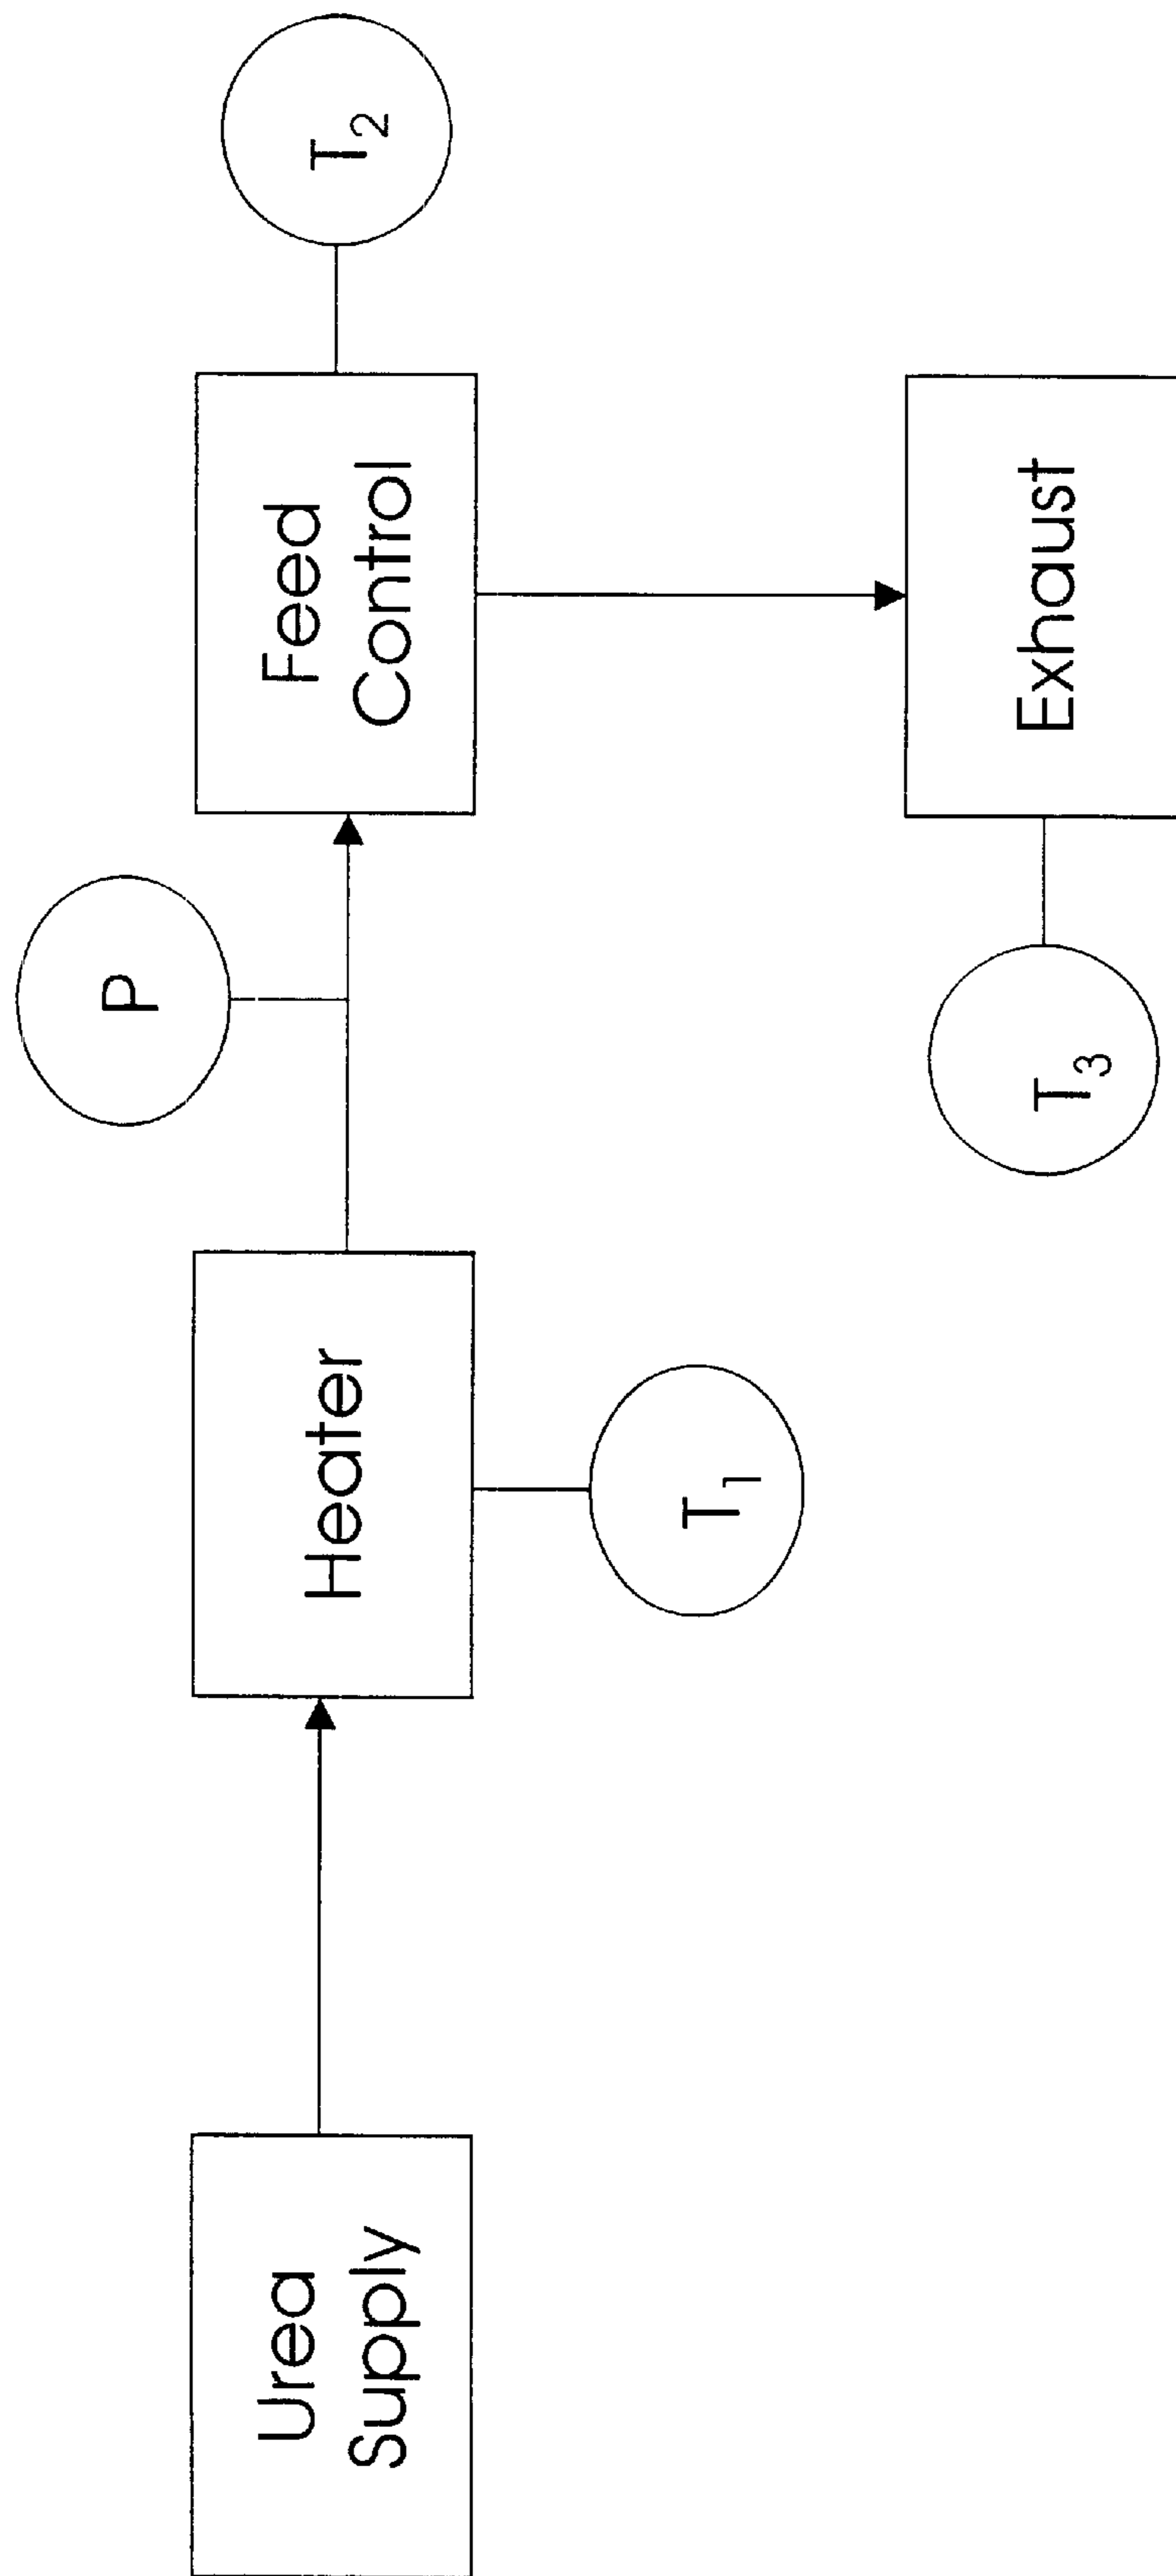 Urea
Supply
Heater
T₁
P
Feed
Control
T₂
Exhaust
T₃